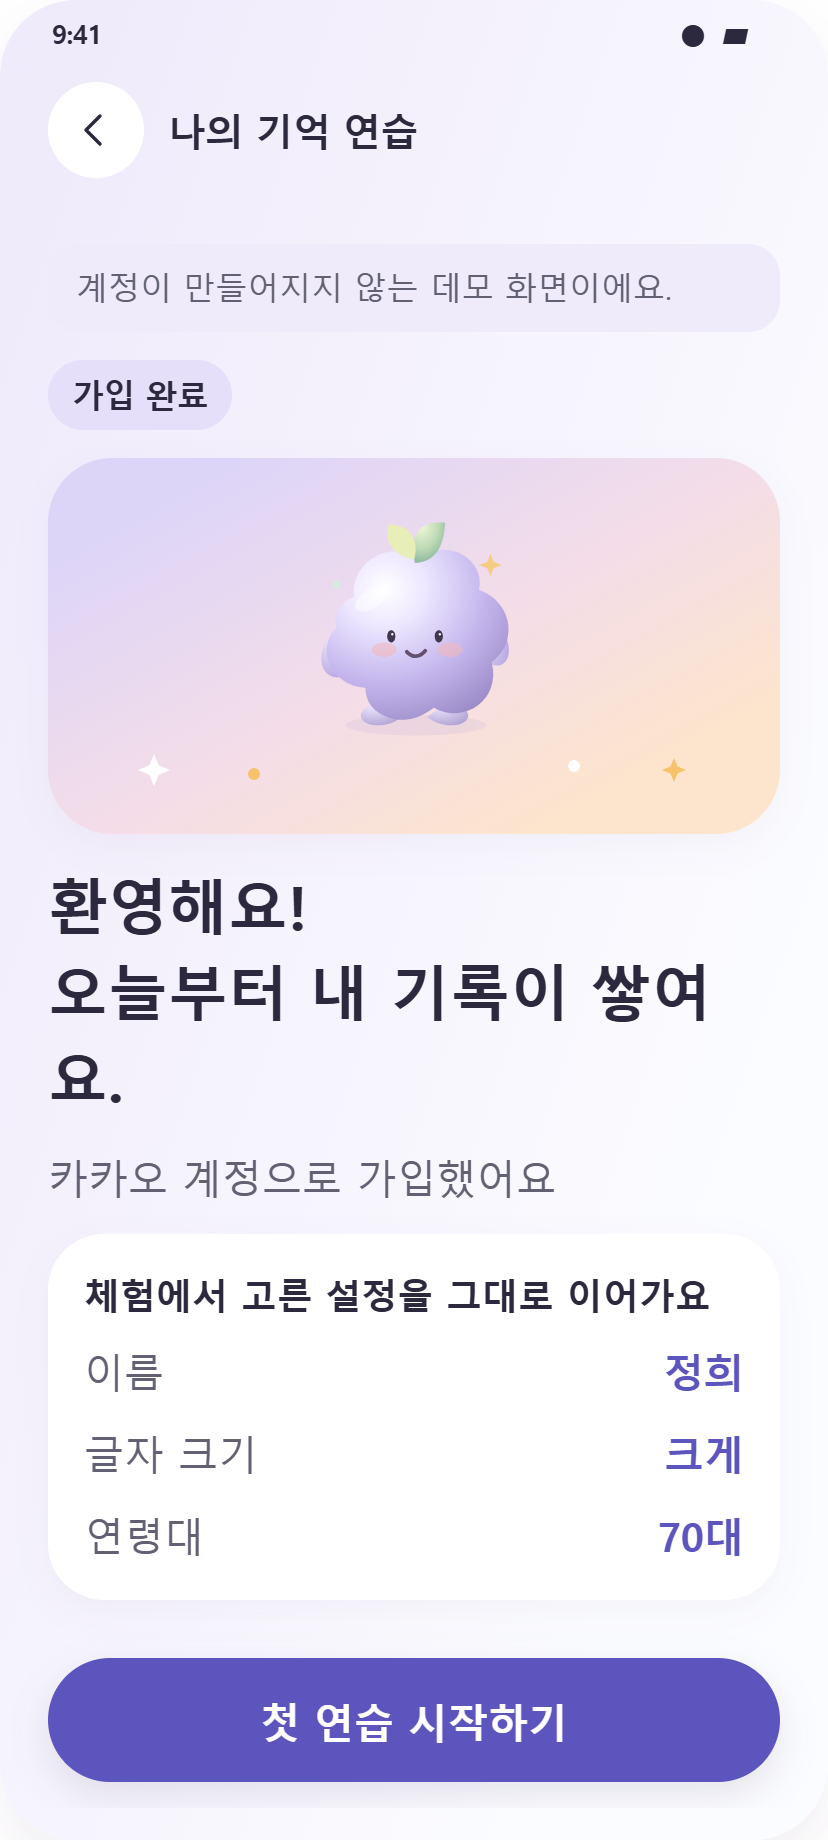 9:41
나의 기억 연습
계정이 만들어지지 않는 데모 화면이에요.
가입 완료
환영해요!
오늘부터 내 기록이 쌓여
요.
카카오 계정으로 가입했어요
체험에서 고른 설정을 그대로 이어가요
이름 정희
글자 크기 크게
연령대 70대
첫 연습 시작하기